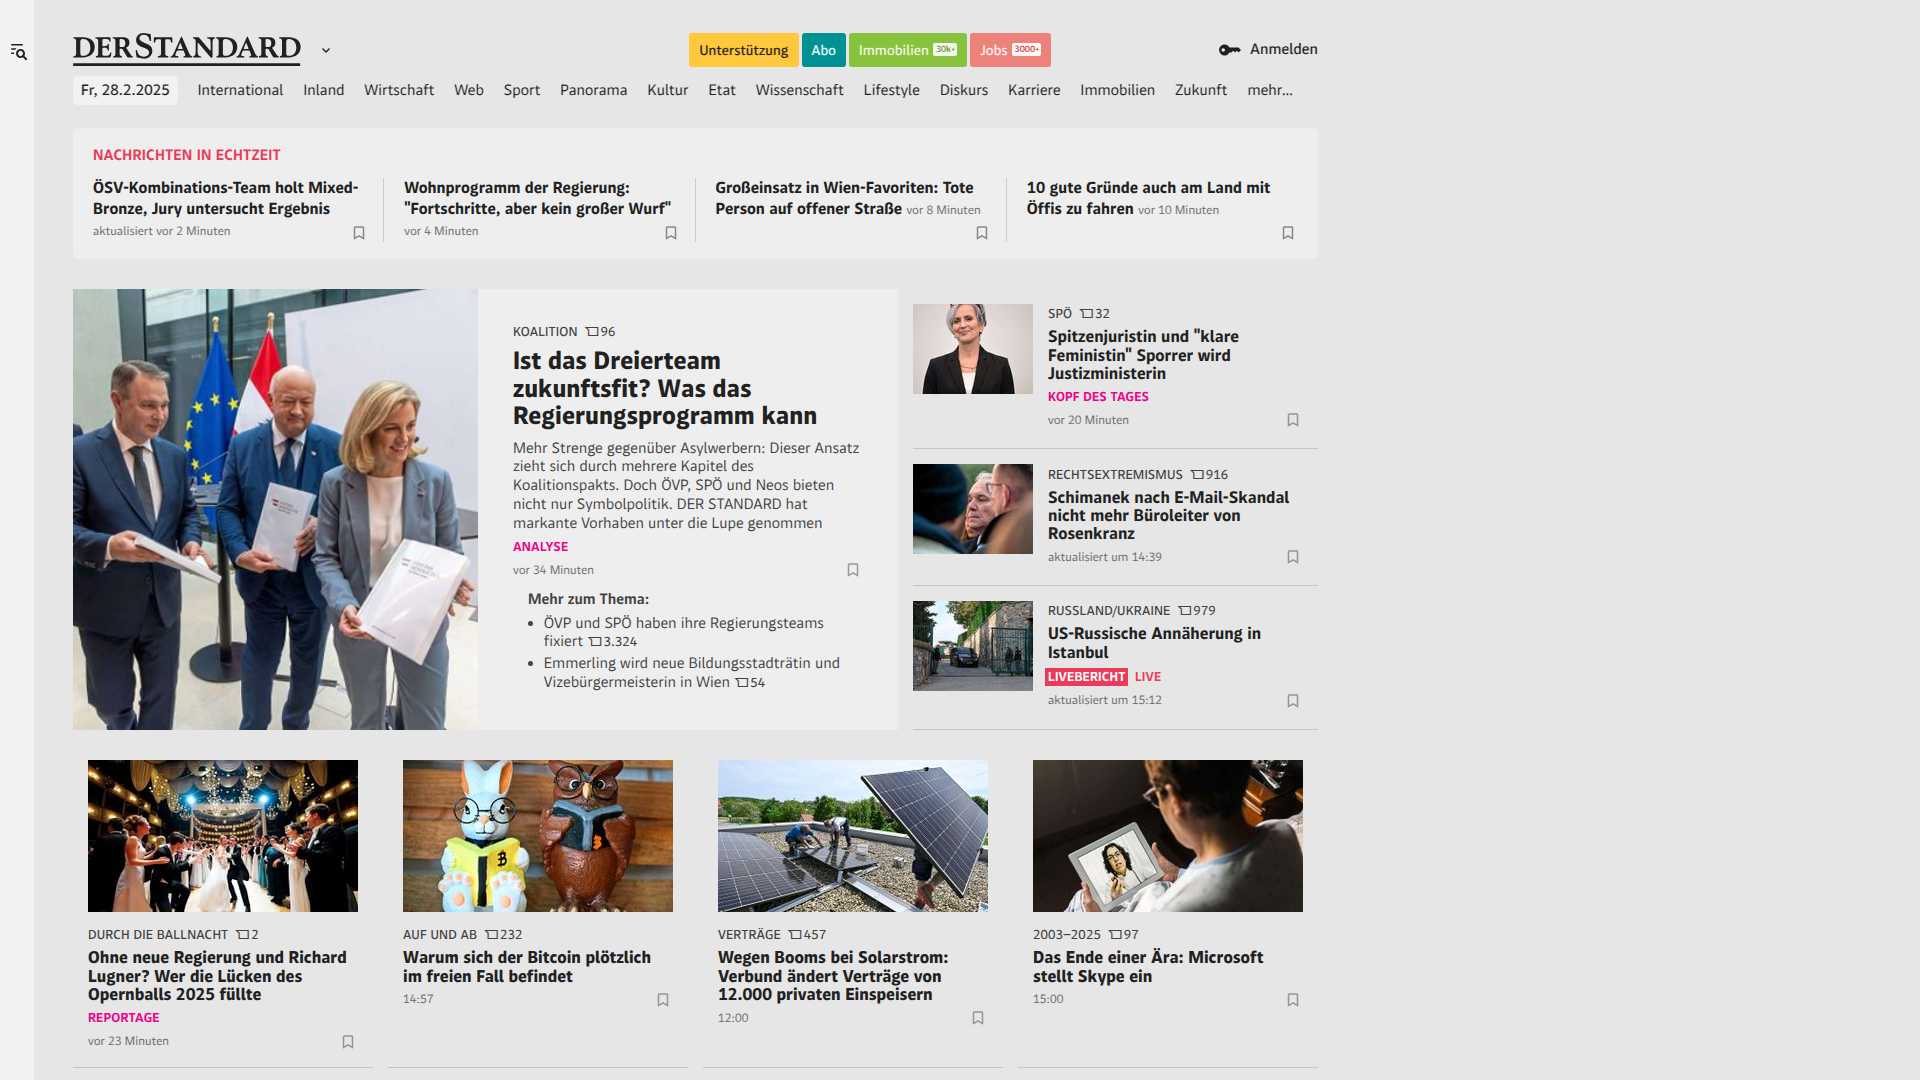 DERSTANDARD
Unterstützung
Abo
Immobilien 30k+
Jobs 3000+
Anmelden
Fr, 28.2.2025
International
Inland
Wirtschaft
Web
Sport
Panorama
Kultur
Etat
Wissenschaft
Lifestyle
Diskurs
Karriere
Immobilien
Zukunft
mehr...
NACHRICHTEN IN ECHTZEIT
ÖSV-Kombinations-Team holt Mixed-
Bronze, Jury untersucht Ergebnis
aktualisiert vor 2 Minuten
Wohnprogramm der Regierung:
"Fortschritte, aber kein großer Wurf"
vor 4 Minuten
Großeinsatz in Wien-Favoriten: Tote
Person auf offener Straße vor 8 Minuten
10 gute Gründe auch am Land mit
Öffis zu fahren vor 10 Minuten
KOALITION 96
Ist das Dreierteam
zukunftsfit? Was das
Regierungsprogramm kann
Mehr Strenge gegenüber Asylwerbern: Dieser Ansatz
zieht sich durch mehrere Kapitel des
Koalitionspakts. Doch ÖVP, SPÖ und Neos bieten
nicht nur Symbolpolitik. DER STANDARD hat
markante Vorhaben unter die Lupe genommen
ANALYSE
vor 34 Minuten
Mehr zum Thema:
• ÖVP und SPÖ haben ihre Regierungsteams
fixiert 3.324
• Emmerling wird neue Bildungsstadträtin und
Vizebürgermeisterin in Wien 54
SPÖ 32
Spitzenjuristin und "klare
Feministin" Sporrer wird
Justizministerin
KOPF DES TAGES
vor 20 Minuten
RECHTSEXTREMISMUS 916
Schimanek nach E-Mail-Skandal
nicht mehr Büroleiter von
Rosenkranz
aktualisiert um 14:39
RUSSLAND/UKRAINE 979
US-Russische Annäherung in
Istanbul
LIVEBERICHT LIVE
aktualisiert um 15:12
DURCH DIE BALLNACHT 2
Ohne neue Regierung und Richard
Lugner? Wer die Lücken des
Opernballs 2025 füllte
REPORTAGE
vor 23 Minuten
AUF UND AB 232
Warum sich der Bitcoin plötzlich
im freien Fall befindet
14:57
VERTRÄGE 457
Wegen Booms bei Solarstrom:
Verbund ändert Verträge von
12.000 privaten Einspeisern
12:00
2003–2025 97
Das Ende einer Ära: Microsoft
stellt Skype ein
15:00